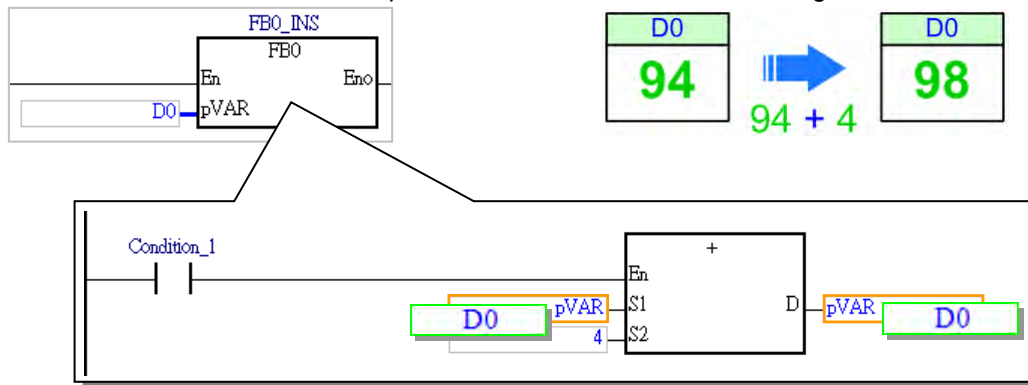 FB0_INS
FB0
En Eno
D0 pVAR
D0 D0
94 98
94 + 4
Condition_1
+
En
D0 pVAR S1 D pVAR D0
4 S2